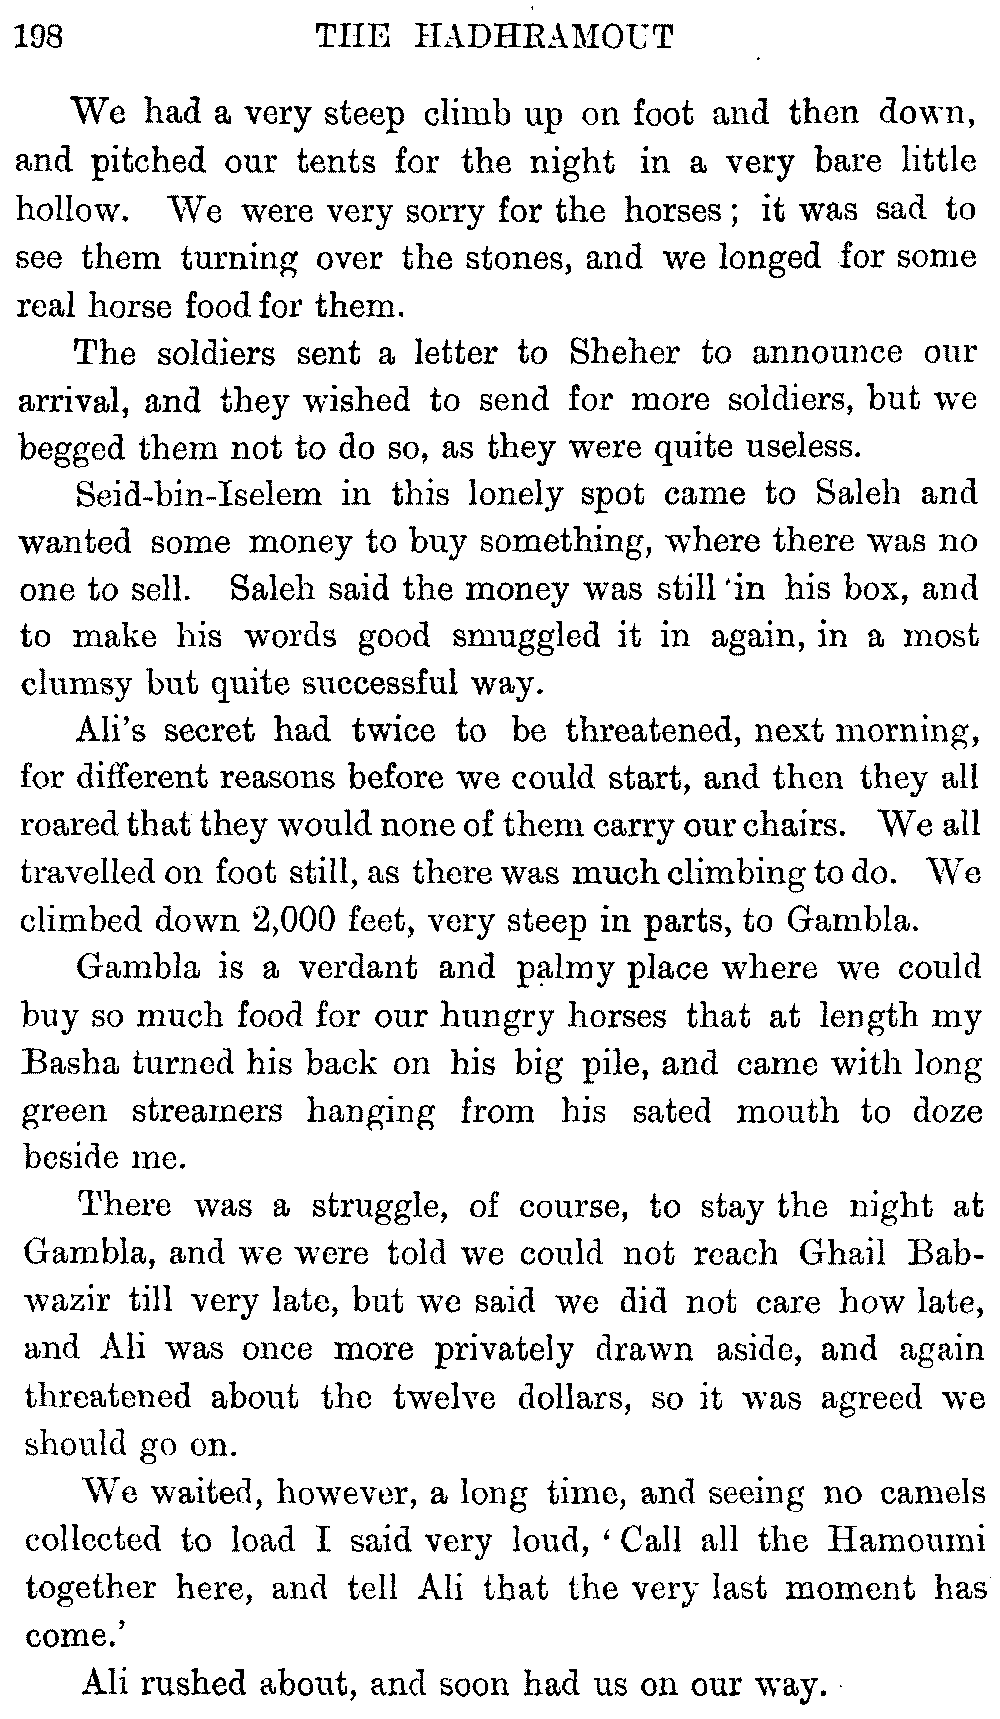 198 THE HADHRAMOUT
We had a very steep climb up on foot and then down,
and pitched our tents for the night in a very bare little
hollow. We were very sorry for the horses; it was sad to
see them turning over the stones, and we longed for some
real horse food for them.
The soldiers sent a letter to Sheher to announce our
arrival, and they wished to send for more soldiers, but we
begged them not to do so, as they were quite useless.
Seid-bin-Iselem in this lonely spot came to Saleh and
wanted some money to buy something, where there was no
one to sell. Saleh said the money was still in his box, and
to make his words good smuggled it in again, in a most
clumsy but quite successful way.
Ali's secret had twice to be threatened, next morning,
for different reasons before we could start, and then they all
roared that they would none of them carry our chairs. We all
travelled on foot still, as there was much climbing to do. We
climbed down 2,000 feet, very steep in parts, to Gambla.
Gambla is a verdant and palmy place where we could
buy so much food for our hungry horses that at length my
Basha turned his back on his big pile, and came with long
green streamers hanging from his sated mouth to doze
beside me.
There was a struggle, of course, to stay the night at
Gambla, and we were told we could not reach Ghail Bab-
wazir till very late, but we said we did not care how late,
and Ali was once more privately drawn aside, and again
threatened about the twelve dollars, so it was agreed we
should go on.
We waited, however, a long time, and seeing no camels
collected to load I said very loud, 'Call all the Hamoumi
together here, and tell Ali that the very last moment has
come.'
Ali rushed about, and soon had us on our way.